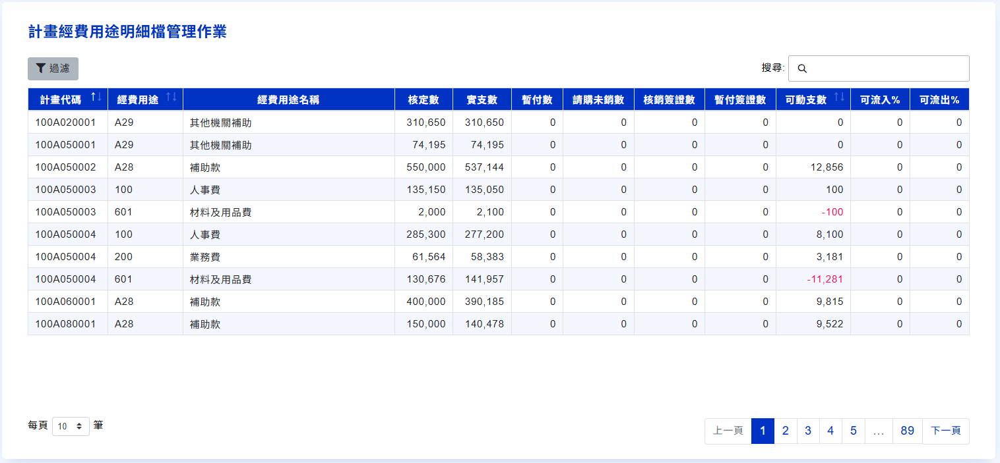 計畫經費用途明細檔管理作業
過濾
搜尋:
計畫代碼 經費用途 經費用途名稱 核定數 實支數 暫付數 請購未銷數 核銷簽證數 暫付簽證數 可動支數 可流入% 可流出%
100A020001 A29 其他機關補助 310,650 310,650 0 0 0 0 0 0 0
100A050001 A29 其他機關補助 74,195 74,195 0 0 0 0 0 0 0
100A050002 A28 補助款 550,000 537,144 0 0 0 0 12,856 0 0
100A050003 100 人事費 135,150 135,050 0 0 0 0 100 0 0
100A050003 601 材料及用品費 2,000 2,100 0 0 0 0 -100 0 0
100A050004 100 人事費 285,300 277,200 0 0 0 0 8,100 0 0
100A050004 200 業務費 61,564 58,383 0 0 0 0 3,181 0 0
100A050004 601 材料及用品費 130,676 141,957 0 0 0 0 -11,281 0 0
100A060001 A28 補助款 400,000 390,185 0 0 0 0 9,815 0 0
100A080001 A28 補助款 150,000 140,478 0 0 0 0 9,522 0 0
每頁 10 筆
上一頁 1 2 3 4 5 … 89 下一頁